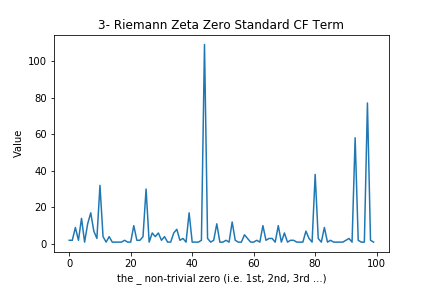 3- Riemann Zeta Zero Standard CF Term
100
80
60
40
20
0
Value
0 20 40 60 80 100
the _ non-trivial zero (i.e. 1st, 2nd, 3rd ...)